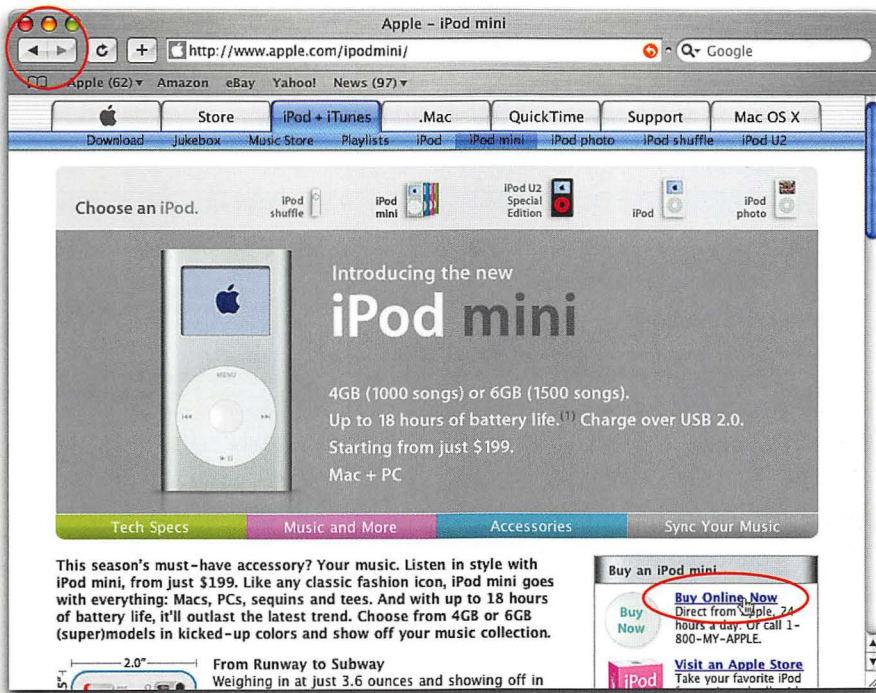 Apple – iPod mini
http://www.apple.com/ipodmini/
Google
Apple (62) Amazon eBay Yahoo! News (97)
Store iPod + iTunes .Mac QuickTime Support Mac OS X
Download Jukebox Music Store Playlists iPod iPod mini iPod photo iPod shuffle iPod U2
Choose an iPod.
iPod
shuffle
iPod
mini
iPod U2
Special
Edition
iPod
iPod
photo
MENU
Introducing the new
iPod mini
4GB (1000 songs) or 6GB (1500 songs).
Up to 18 hours of battery life.(1) Charge over USB 2.0.
Starting from just $199.
Mac + PC
Tech Specs Music and More Accessories Sync Your Music
This season's must-have accessory? Your music. Listen in style with
iPod mini, from just $199. Like any classic fashion icon, iPod mini goes
with everything: Macs, PCs, sequins and tees. And with up to 18 hours
of battery life, it'll outlast the latest trend. Choose from 4GB or 6GB
(super)models in kicked-up colors and show off your music collection.
2.0"
From Runway to Subway
Weighing in at just 3.6 ounces and showing off in
Buy an iPod mini
Buy
Now
Buy Online Now
Direct from Apple, 24
hours a day. Or call 1-
800-MY-APPLE.
iPod
Visit an Apple Store
Take your favorite iPod